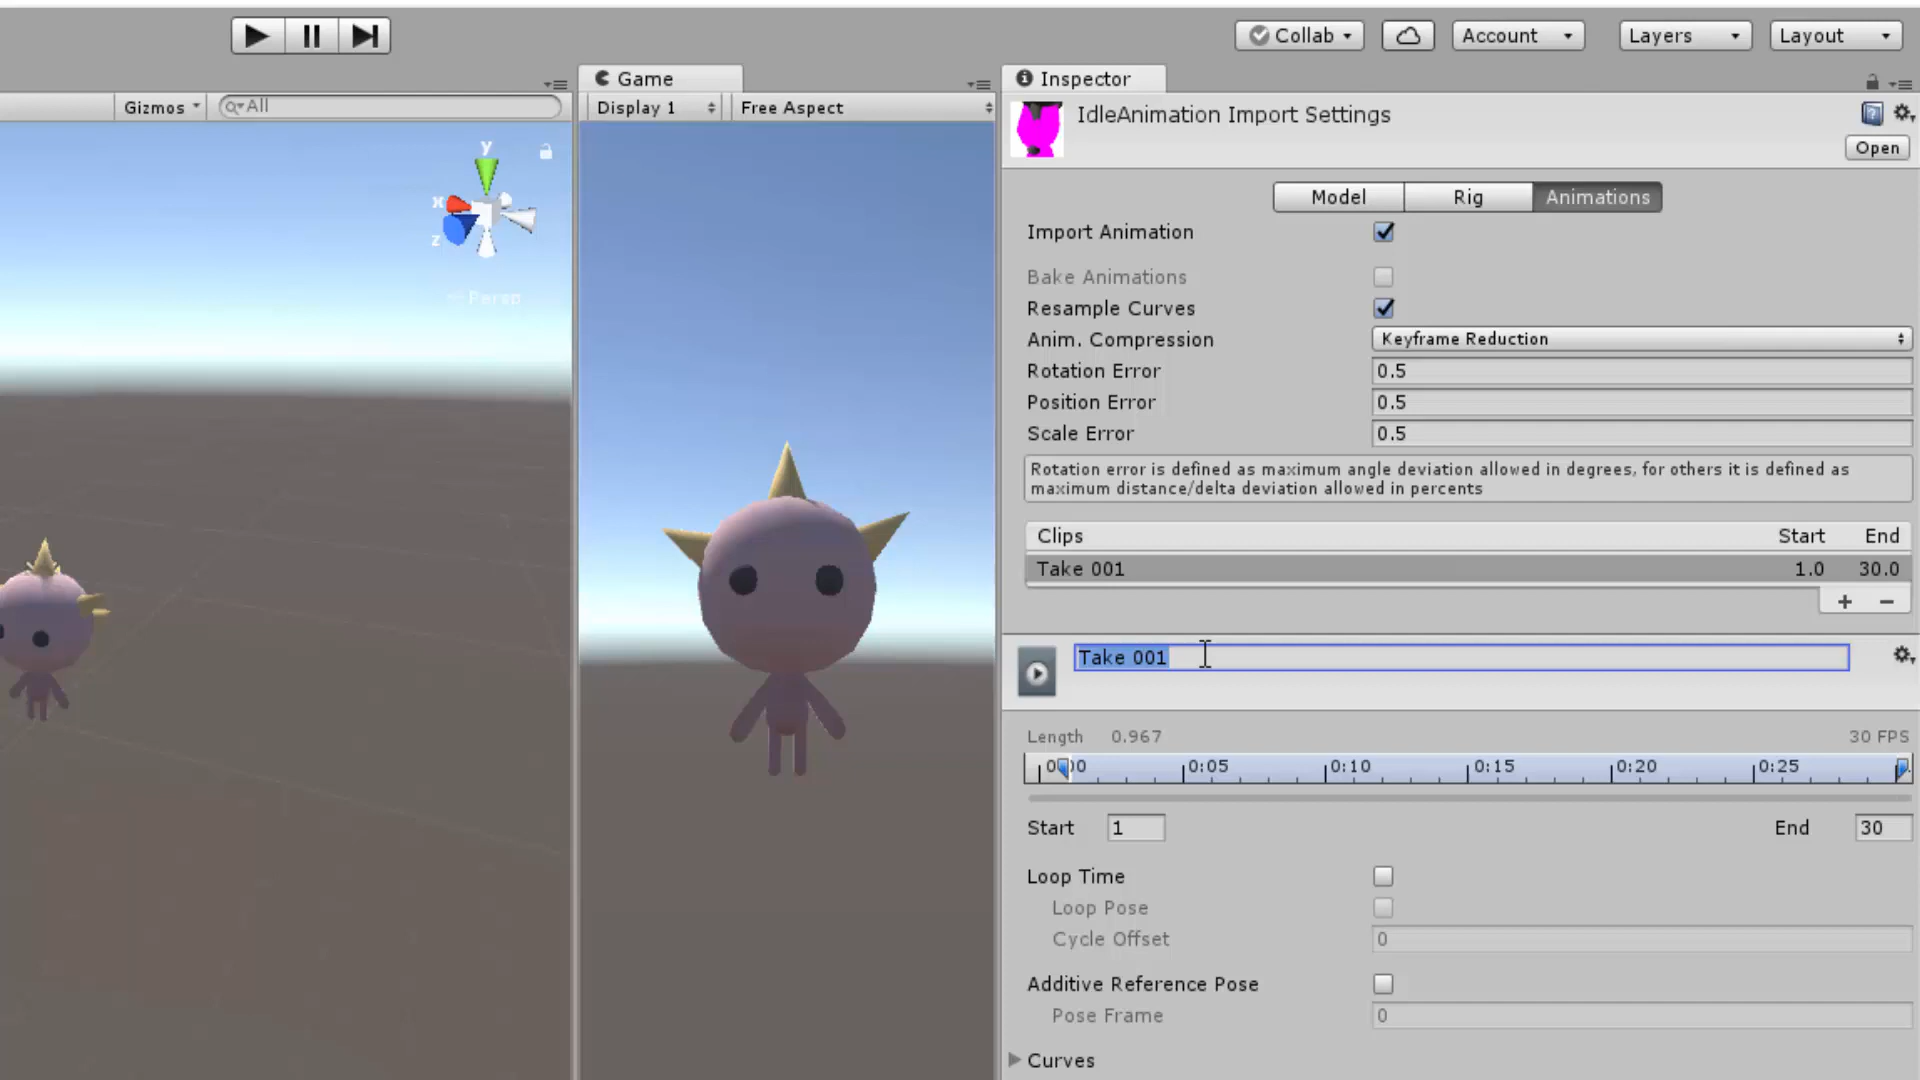 Collab
Account
Layers
Layout
Game
Inspector
Gizmos
All
Display 1
Free Aspect
IdleAnimation Import Settings
Open
y
x
z
Persp
Model
Rig
Animations
Import Animation
Bake Animations
Resample Curves
Anim. Compression
Keyframe Reduction
Rotation Error
0.5
Position Error
0.5
Scale Error
0.5
Rotation error is defined as maximum angle deviation allowed in degrees, for others it is defined as
maximum distance/delta deviation allowed in percents
Clips Start End
Take 001 1.0 30.0
Take 001
Length 0.967 30 FPS
0:00 0:05 0:10 0:15 0:20 0:25
Start 1 End 30
Loop Time
Loop Pose
Cycle Offset 0
Additive Reference Pose
Pose Frame 0
Curves